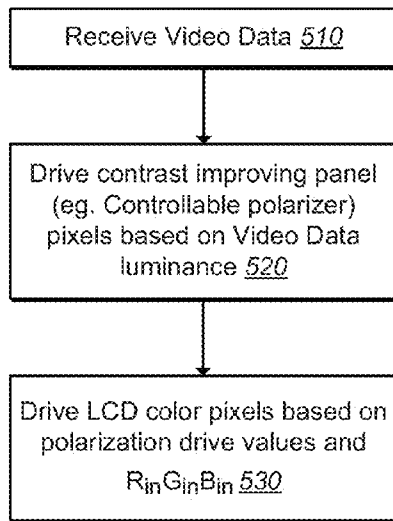 Receive Video Data 510
Drive contrast improving panel
(eg. Controllable polarizer)
pixels based on Video Data
luminance 520
Drive LCD color pixels based on
polarization drive values and
RinGinBin 530